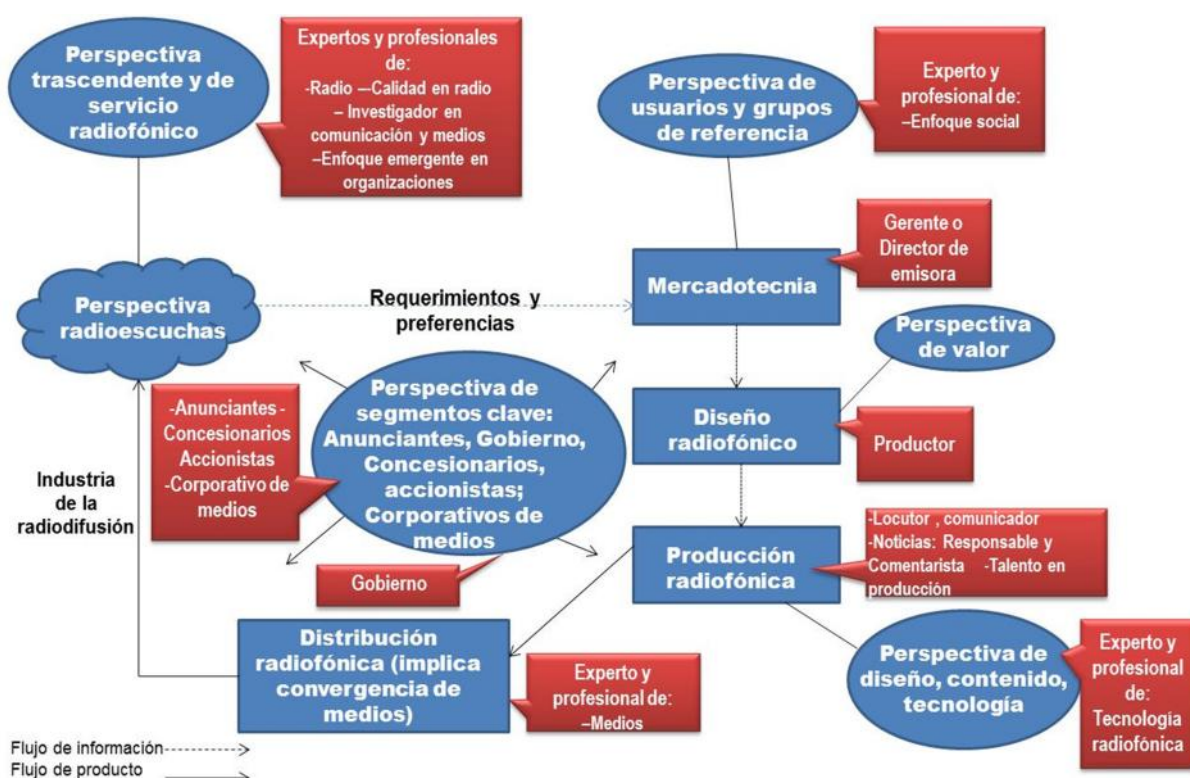 Perspectiva
trascendente y de
servicio
radiofónico
Expertos y profesionales
de:
-Radio —Calidad en radio
– Investigador en
comunicación y medios
–Enfoque emergente en
organizaciones
Perspectiva de
usuarios y grupos
de referencia
Experto y
profesional de:
–Enfoque social
Gerente o
Director de
emisora
Mercadotecnia
Perspectiva
radioescuchas
Requerimientos y
preferencias
Perspectiva
de valor
Perspectiva de
segmentos clave:
Anunciantes, Gobierno,
Concesionarios,
accionistas;
Corporativos de
medios
-Anunciantes -
Concesionarios
Accionistas
-Corporativo de
medios
Diseño
radiofónico
Productor
Industria
de la
radiodifusión
Gobierno
Producción
radiofónica
-Locutor , comunicador
-Noticias: Responsable y
Comentarista -Talento en
producción
Distribución
radiofónica (implica
convergencia de
medios)
Experto y
profesional de:
–Medios
Perspectiva de
diseño, contenido,
tecnología
Experto y
profesional
de:
Tecnología
radiofónica
Flujo de información
Flujo de producto